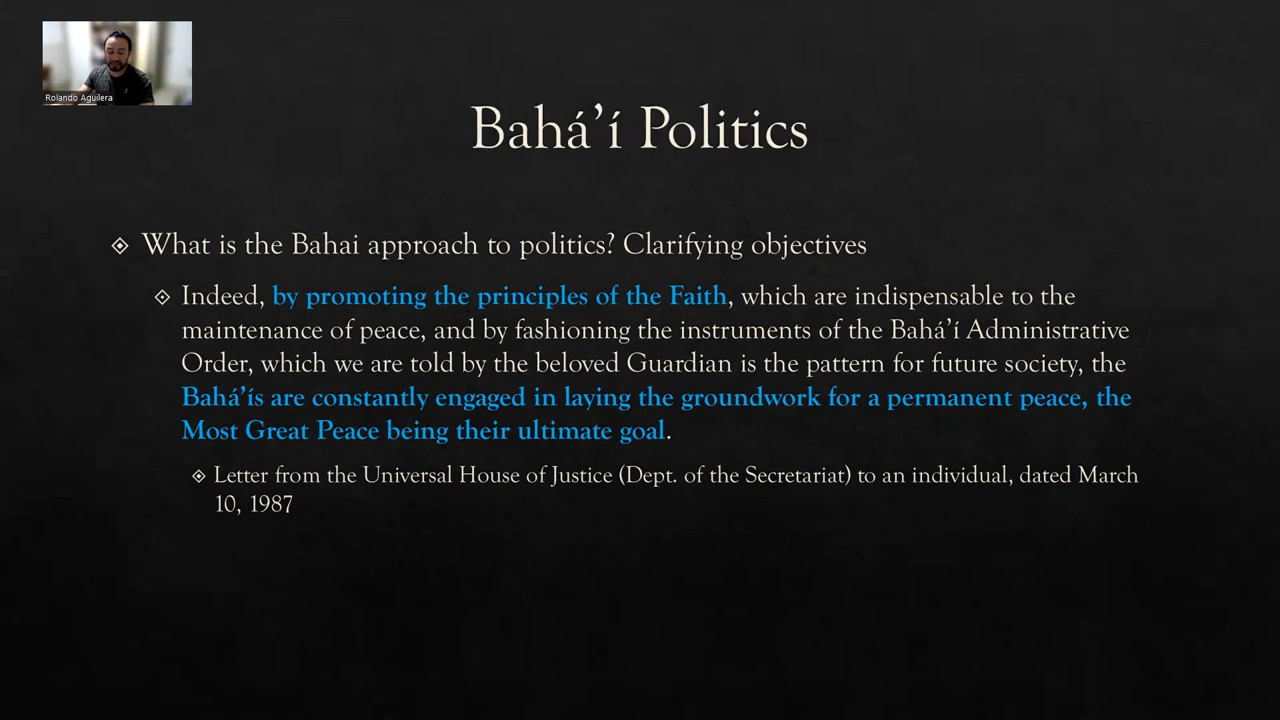 Rolando Aguilera
Bahá’í Politics
What is the Bahai approach to politics? Clarifying objectives
Indeed, by promoting the principles of the Faith, which are indispensable to the
maintenance of peace, and by fashioning the instruments of the Bahá’í Administrative
Order, which we are told by the beloved Guardian is the pattern for future society, the
Bahá’ís are constantly engaged in laying the groundwork for a permanent peace, the
Most Great Peace being their ultimate goal.
Letter from the Universal House of Justice (Dept. of the Secretariat) to an individual, dated March
10, 1987